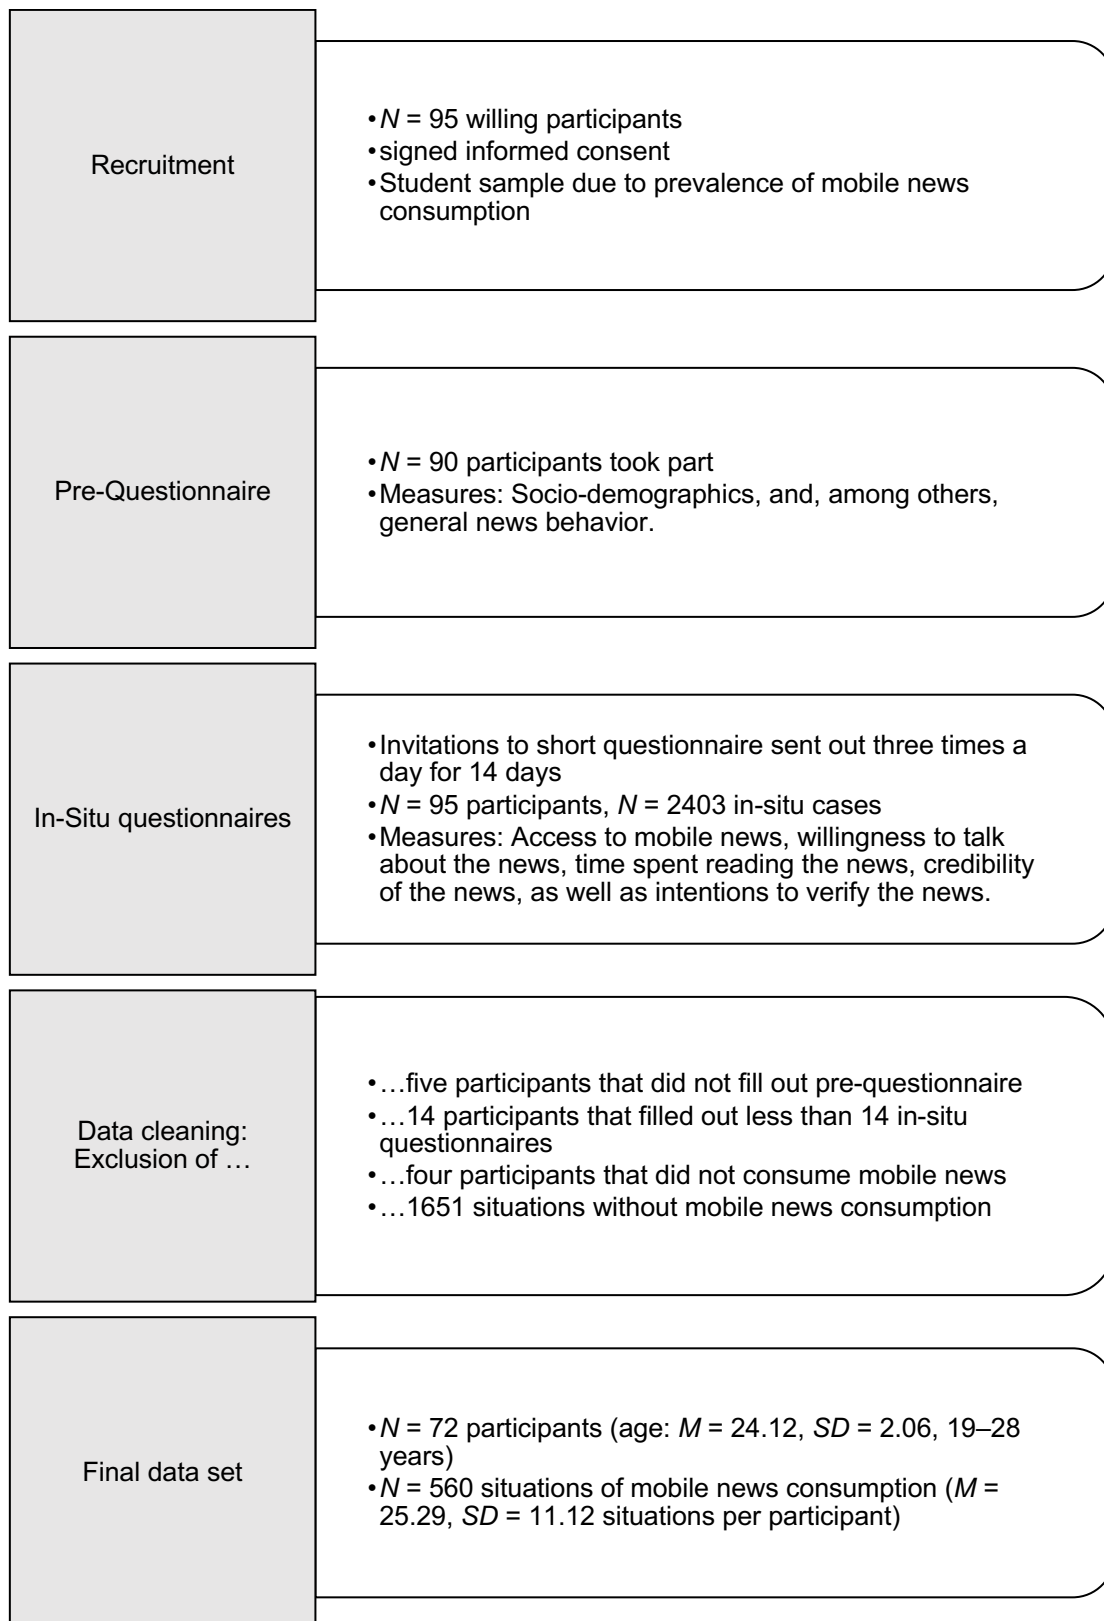 Recruitment
•N = 95 willing participants
•signed informed consent
•Student sample due to prevalence of mobile news
consumption
Pre-Questionnaire
•N = 90 participants took part
•Measures: Socio-demographics, and, among others,
general news behavior.
In-Situ questionnaires
•Invitations to short questionnaire sent out three times a
day for 14 days
•N = 95 participants, N = 2403 in-situ cases
•Measures: Access to mobile news, willingness to talk
about the news, time spent reading the news, credibility
of the news, as well as intentions to verify the news.
Data cleaning:
Exclusion of …
•…five participants that did not fill out pre-questionnaire
•…14 participants that filled out less than 14 in-situ
questionnaires
•…four participants that did not consume mobile news
•…1651 situations without mobile news consumption
Final data set
•N = 72 participants (age: M = 24.12, SD = 2.06, 19–28
years)
•N = 560 situations of mobile news consumption (M =
25.29, SD = 11.12 situations per participant)